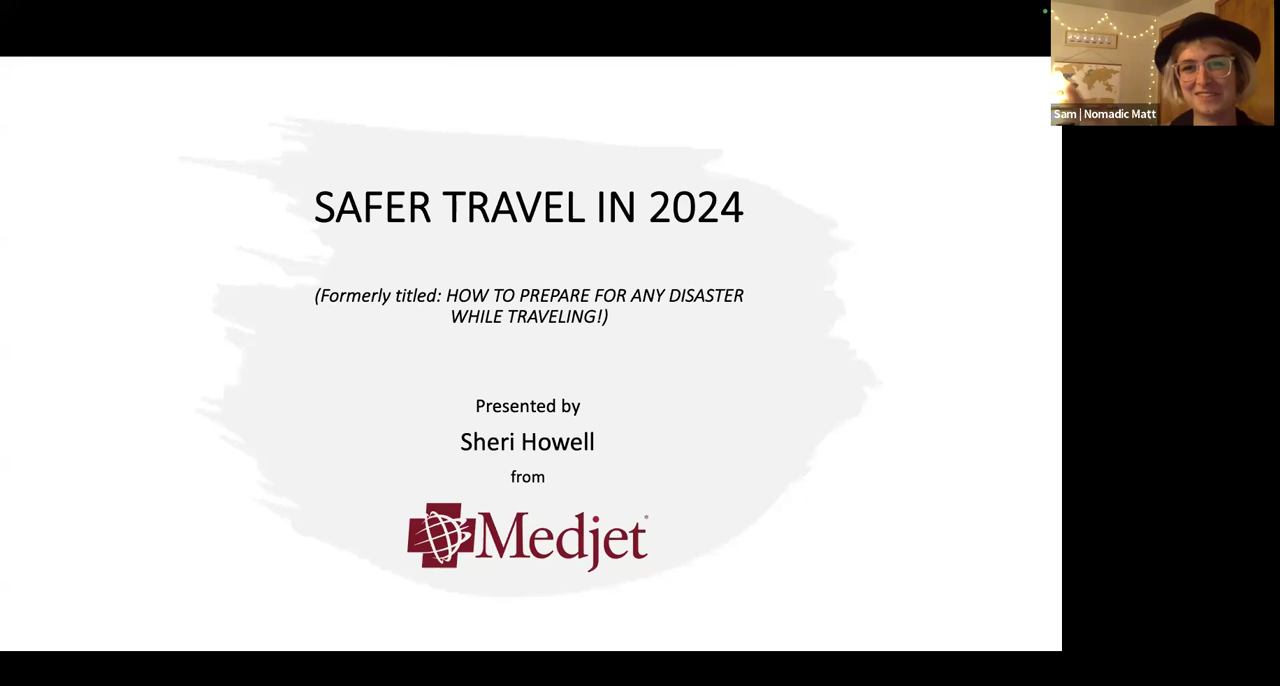 SAFER TRAVEL IN 2024
(Formerly titled: HOW TO PREPARE FOR ANY DISASTER
WHILE TRAVELING!)
Presented by
Sheri Howell
from
Medjet®
Sam | Nomadic Matt